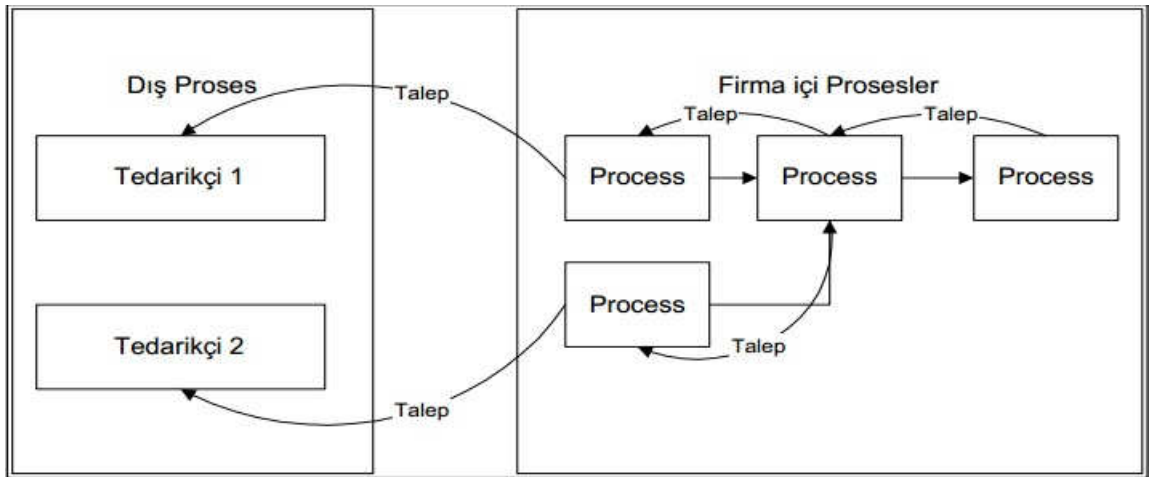 Dış Proses
Talep
Firma içi Prosesler
Talep
Talep
Tedarikçi 1
Process
Process
Process
Tedarikçi 2
Process
Talep
Talep